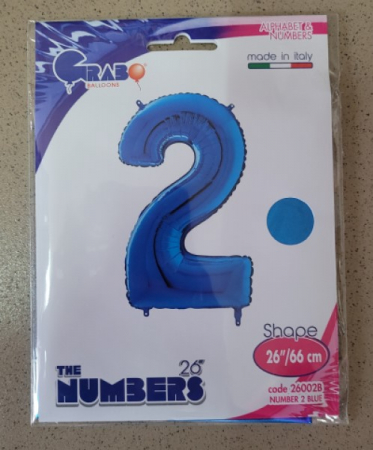 ALPHABET &
NUMBERS
GRABO
BALLOONS
made in italy
2
Shape
26"/66 cm
26"
THE
NUMBERS
code 26002B
NUMBER 2 BLUE